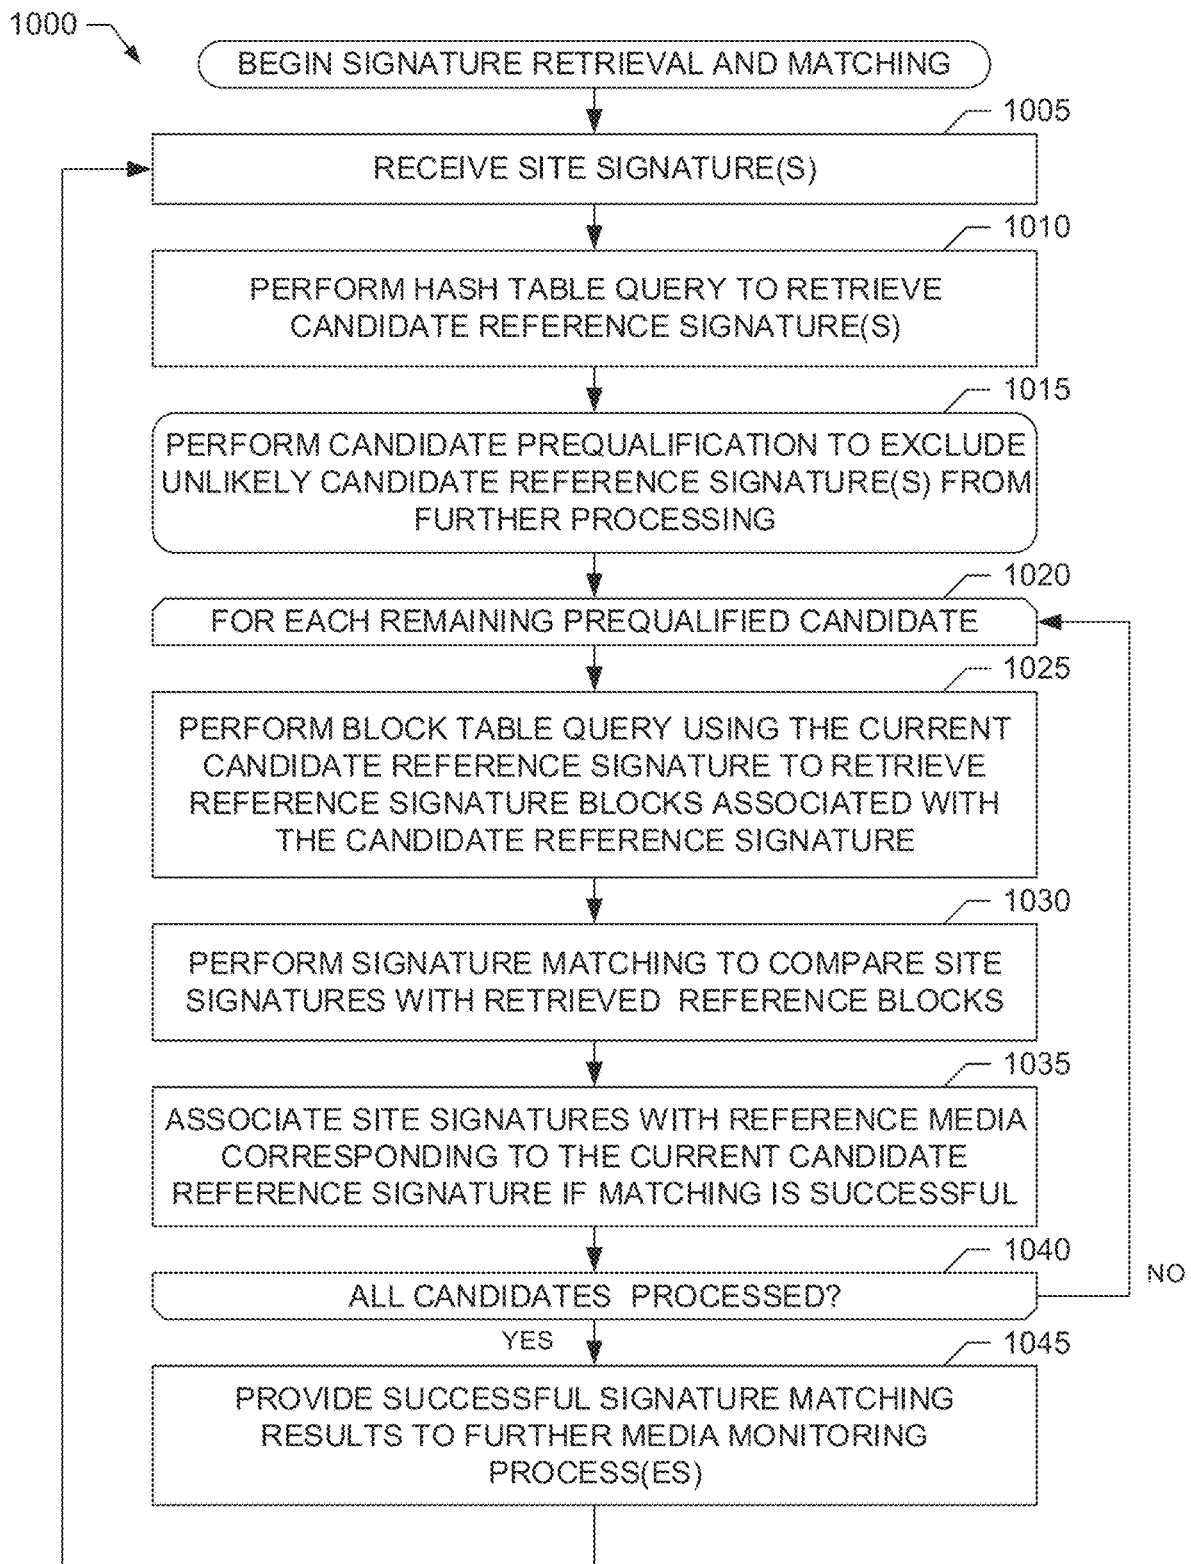 1000
BEGIN SIGNATURE RETRIEVAL AND MATCHING
1005
RECEIVE SITE SIGNATURE(S)
1010
PERFORM HASH TABLE QUERY TO RETRIEVE
CANDIDATE REFERENCE SIGNATURE(S)
1015
PERFORM CANDIDATE PREQUALIFICATION TO EXCLUDE
UNLIKELY CANDIDATE REFERENCE SIGNATURE(S) FROM
FURTHER PROCESSING
1020
FOR EACH REMAINING PREQUALIFIED CANDIDATE
1025
PERFORM BLOCK TABLE QUERY USING THE CURRENT
CANDIDATE REFERENCE SIGNATURE TO RETRIEVE
REFERENCE SIGNATURE BLOCKS ASSOCIATED WITH
THE CANDIDATE REFERENCE SIGNATURE
1030
PERFORM SIGNATURE MATCHING TO COMPARE SITE
SIGNATURES WITH RETRIEVED REFERENCE BLOCKS
1035
ASSOCIATE SITE SIGNATURES WITH REFERENCE MEDIA
CORRESPONDING TO THE CURRENT CANDIDATE
REFERENCE SIGNATURE IF MATCHING IS SUCCESSFUL
1040
ALL CANDIDATES PROCESSED?
NO
YES
1045
PROVIDE SUCCESSFUL SIGNATURE MATCHING
RESULTS TO FURTHER MEDIA MONITORING
PROCESS(ES)